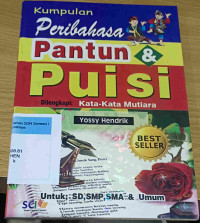 Kumpulan
Peribahasa
Pantun &
Puisi
Dilengkapi: Kata-Kata Mutiara
Yossy Hendrik
BEST
SELLER
Untuk: SD, SMP, SMA & Umum